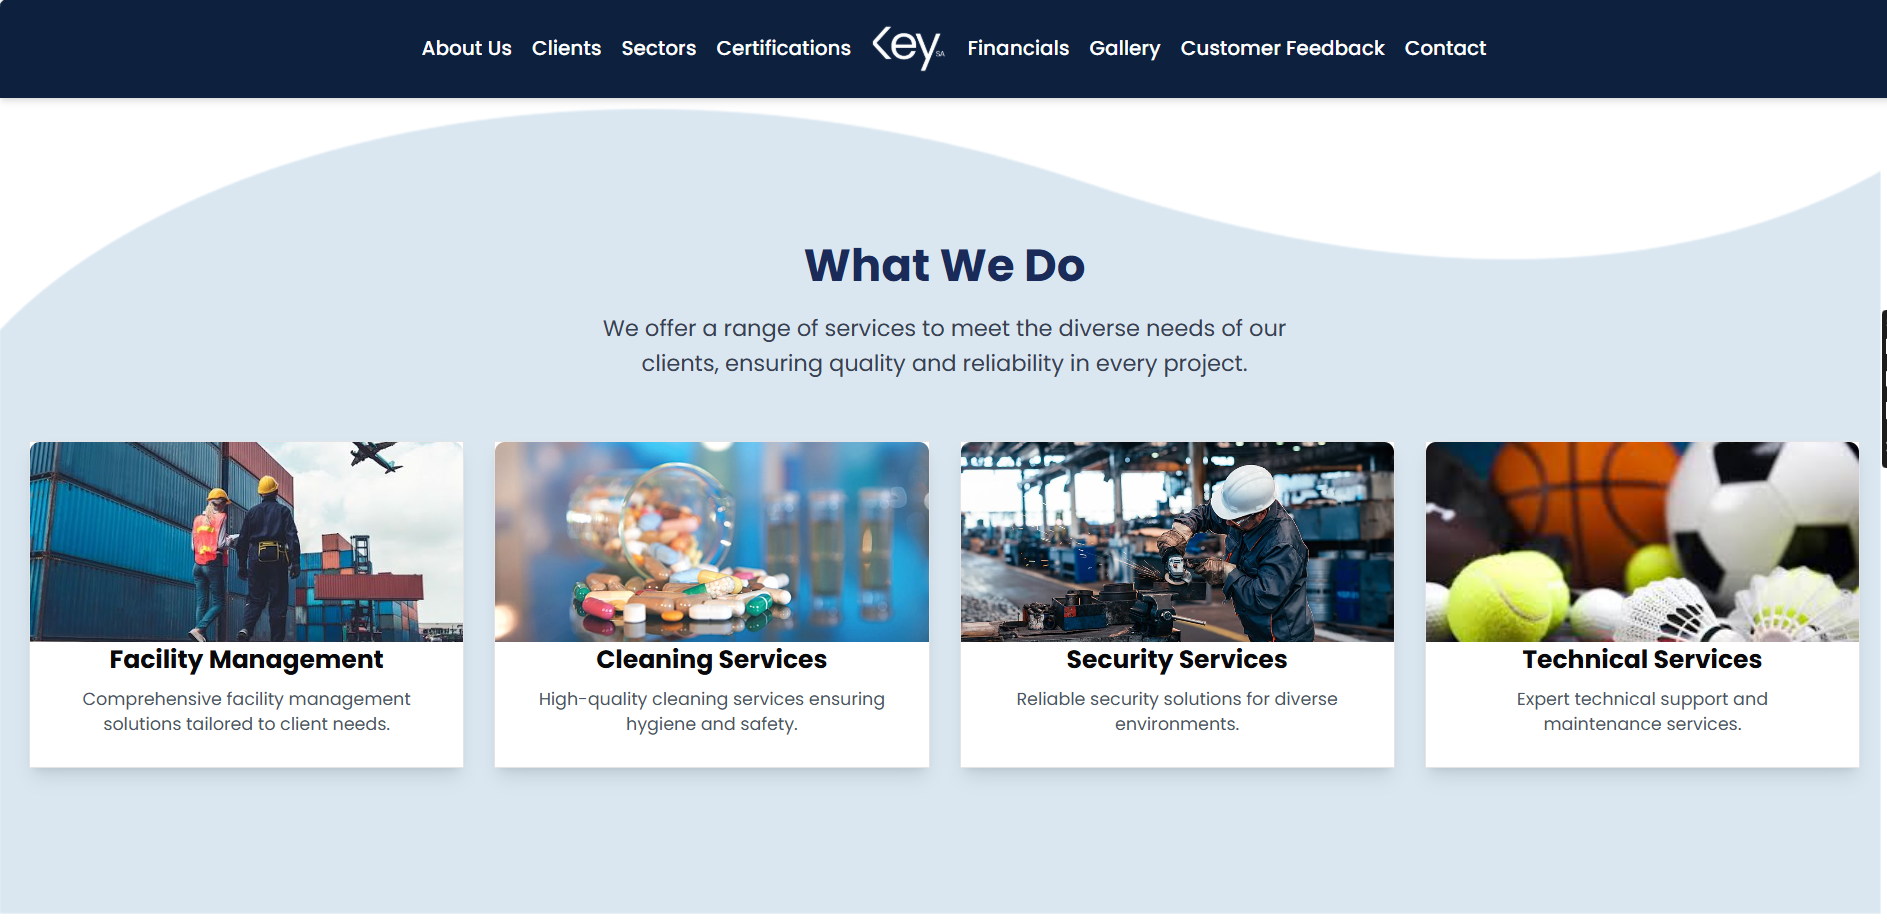 About Us Clients Sectors Certifications Key SA Financials Gallery Customer Feedback Contact
What We Do
We offer a range of services to meet the diverse needs of our
clients, ensuring quality and reliability in every project.
Facility Management
Comprehensive facility management
solutions tailored to client needs.
Cleaning Services
High-quality cleaning services ensuring
hygiene and safety.
Security Services
Reliable security solutions for diverse
environments.
Technical Services
Expert technical support and
maintenance services.